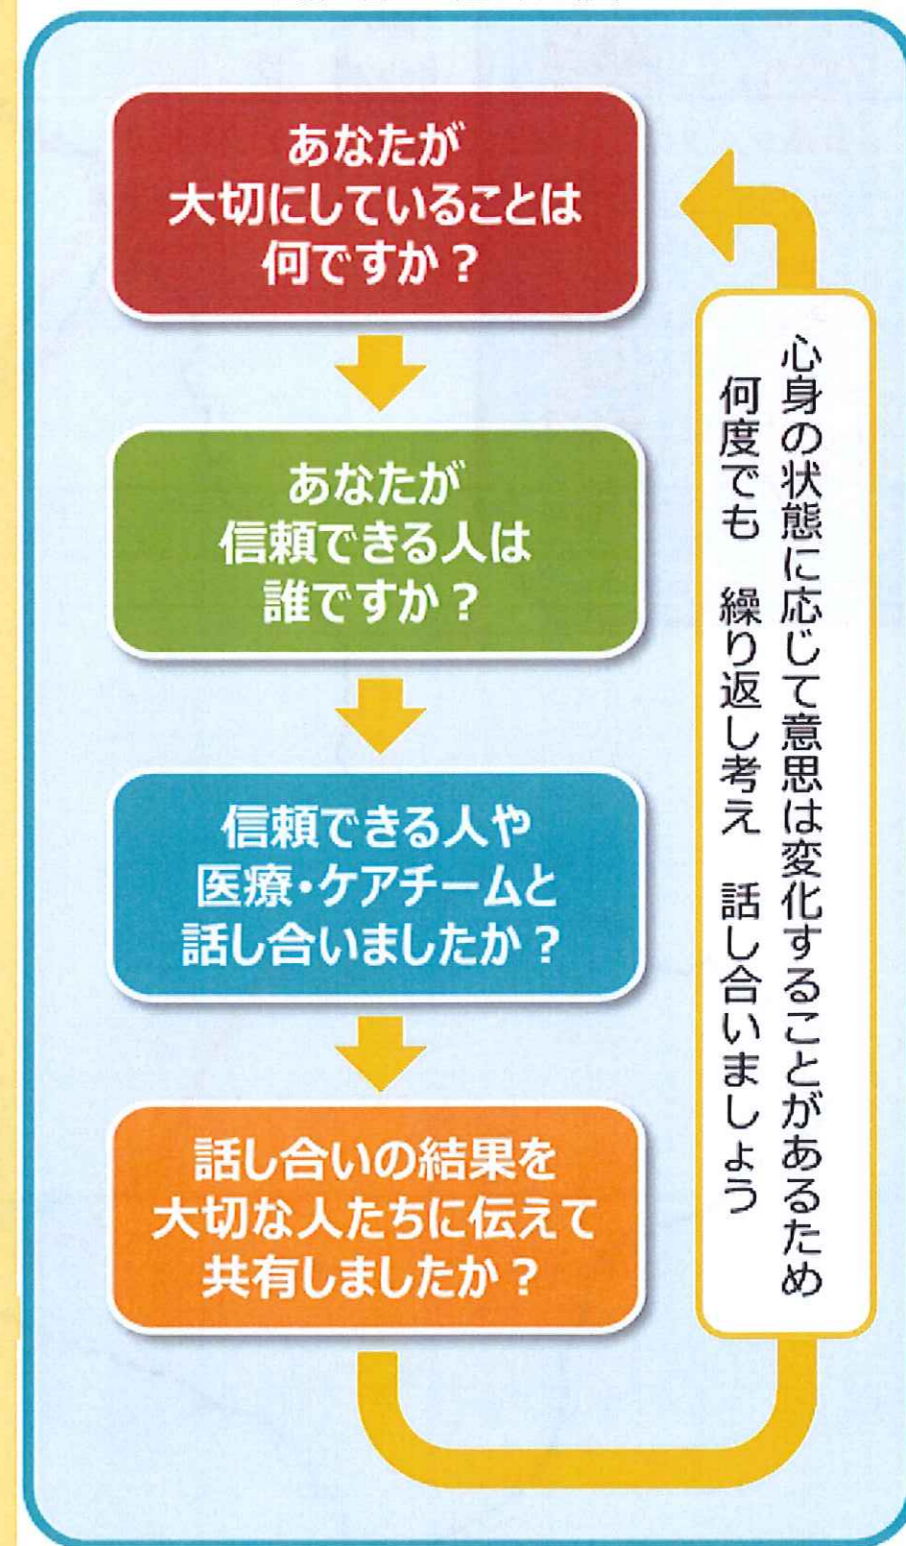 あなたが
大切にしていることは
何ですか？
あなたが
信頼できる人は
誰ですか？
信頼できる人や
医療・ケアチームと
話し合いましたか？
話し合いの結果を
大切な人たちに伝えて
共有しましたか？
心身の状態に応じて意思は変化することがあるため
何度でも　繰り返し考え　話し合いましょう